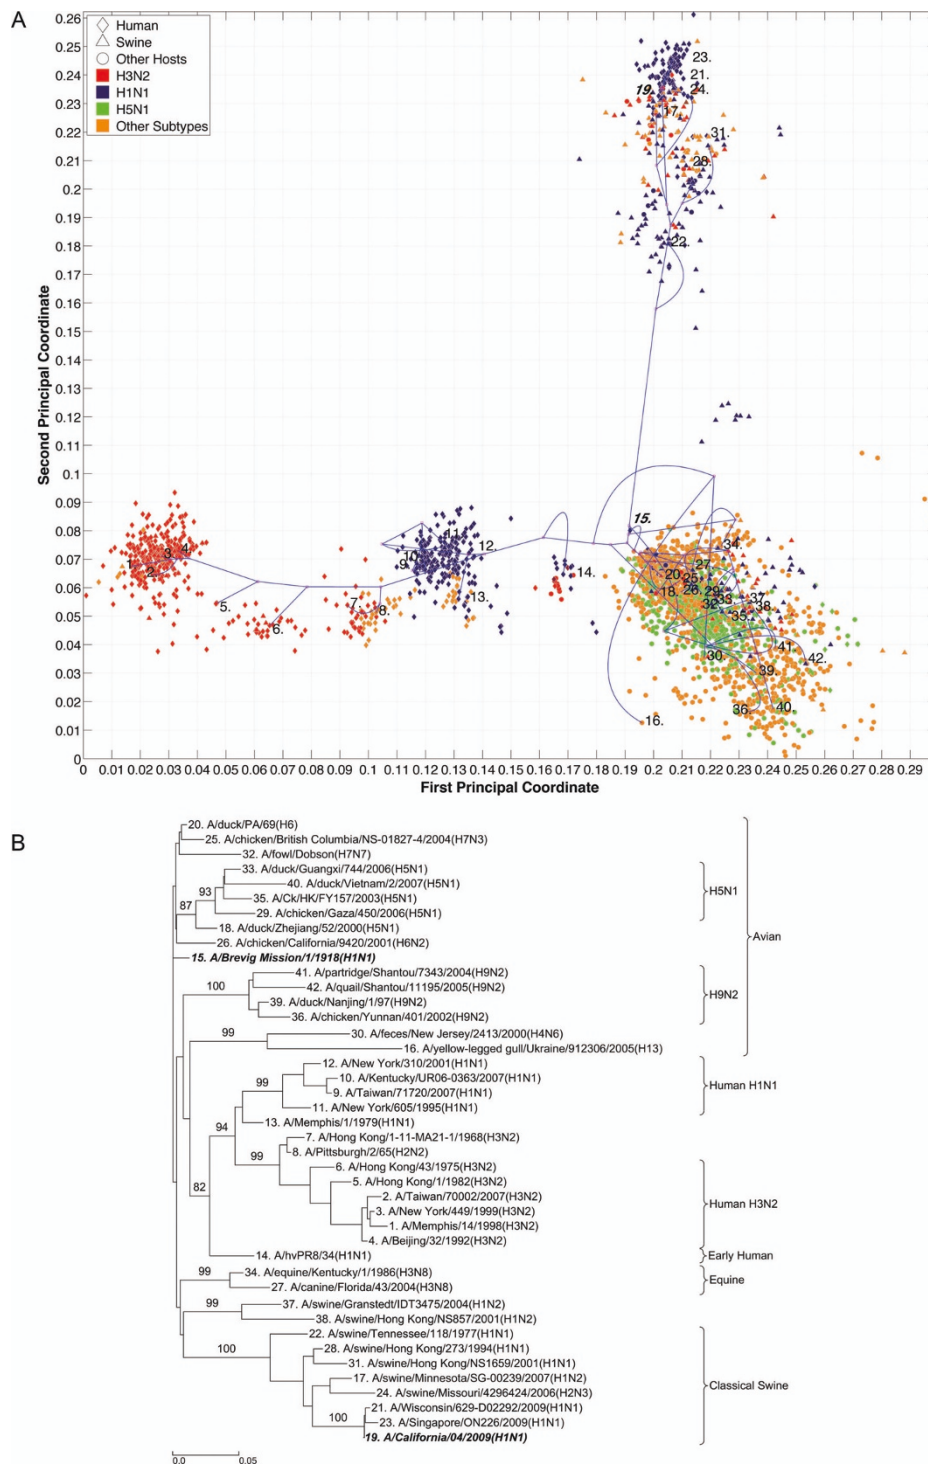 A
Human
Swine
Other Hosts
H3N2
H1N1
H5N1
Other Subtypes
0.26
0.25
0.24
0.23
0.22
0.21
0.2
0.19
0.18
0.17
0.16
0.15
0.14
0.13
0.12
0.11
0.1
0.09
0.08
0.07
0.06
0.05
0.04
0.03
0.02
0.01
0
Second Principal Coordinate
23.
21.
19.
24.
17.
31.
28.
22.
15.
1.
2.
3.
4.
5.
6.
7.
8.
9.
10.
11.
12.
13.
14.
34.
27.
20.
25.
18.
26.
29.
32.
33.
37.
38.
35.
30.
41.
42.
39.
36.
40.
16.
0 0.01 0.02 0.03 0.04 0.05 0.06 0.07 0.08 0.09 0.1 0.11 0.12 0.13 0.14 0.15 0.16 0.17 0.18 0.19 0.2 0.21 0.22 0.23 0.24 0.25 0.26 0.27 0.28 0.29
First Principal Coordinate
B
20. A/duck/PA/69(H6)
25. A/chicken/British Columbia/NS-01827-4/2004(H7N3)
32. A/fowl/Dobson(H7N7)
33. A/duck/Guangxi/744/2006(H5N1)
93
40. A/duck/Vietnam/2/2007(H5N1)
H5N1
87
35. A/Ck/HK/FY157/2003(H5N1)
29. A/chicken/Gaza/450/2006(H5N1)
18. A/duck/Zhejiang/52/2000(H5N1)
Avian
26. A/chicken/California/9420/2001(H6N2)
15. A/Brevig Mission/1/1918(H1N1)
41. A/partridge/Shantou/7343/2004(H9N2)
100
42. A/quail/Shantou/11195/2005(H9N2)
H9N2
39. A/duck/Nanjing/1/97(H9N2)
36. A/chicken/Yunnan/401/2002(H9N2)
99
30. A/feces/New Jersey/2413/2000(H4N6)
16. A/yellow-legged gull/Ukraine/912306/2005(H13)
12. A/New York/310/2001(H1N1)
99
10. A/Kentucky/UR06-0363/2007(H1N1)
Human H1N1
9. A/Taiwan/71720/2007(H1N1)
11. A/New York/605/1995(H1N1)
94
13. A/Memphis/1/1979(H1N1)
7. A/Hong Kong/1-11-MA21-1/1968(H3N2)
99
8. A/Pittsburgh/2/65(H2N2)
6. A/Hong Kong/43/1975(H3N2)
5. A/Hong Kong/1/1982(H3N2)
82
2. A/Taiwan/70002/2007(H3N2)
3. A/New York/449/1999(H3N2)
Human H3N2
1. A/Memphis/14/1998(H3N2)
4. A/Beijing/32/1992(H3N2)
14. A/hvPR8/34(H1N1)
Early Human
99
34. A/equine/Kentucky/1/1986(H3N8)
Equine
27. A/canine/Florida/43/2004(H3N8)
99
37. A/swine/Granstedt/IDT3475/2004(H1N2)
38. A/swine/Hong Kong/NS857/2001(H1N2)
22. A/swine/Tennessee/118/1977(H1N1)
100
28. A/swine/Hong Kong/273/1994(H1N1)
31. A/swine/Hong Kong/NS1659/2001(H1N1)
17. A/swine/Minnesota/SG-00239/2007(H1N2)
Classical Swine
24. A/swine/Missouri/4296424/2006(H2N3)
21. A/Wisconsin/629-D02292/2009(H1N1)
100
23. A/Singapore/ON226/2009(H1N1)
19. A/California/04/2009(H1N1)
0.0 0.05